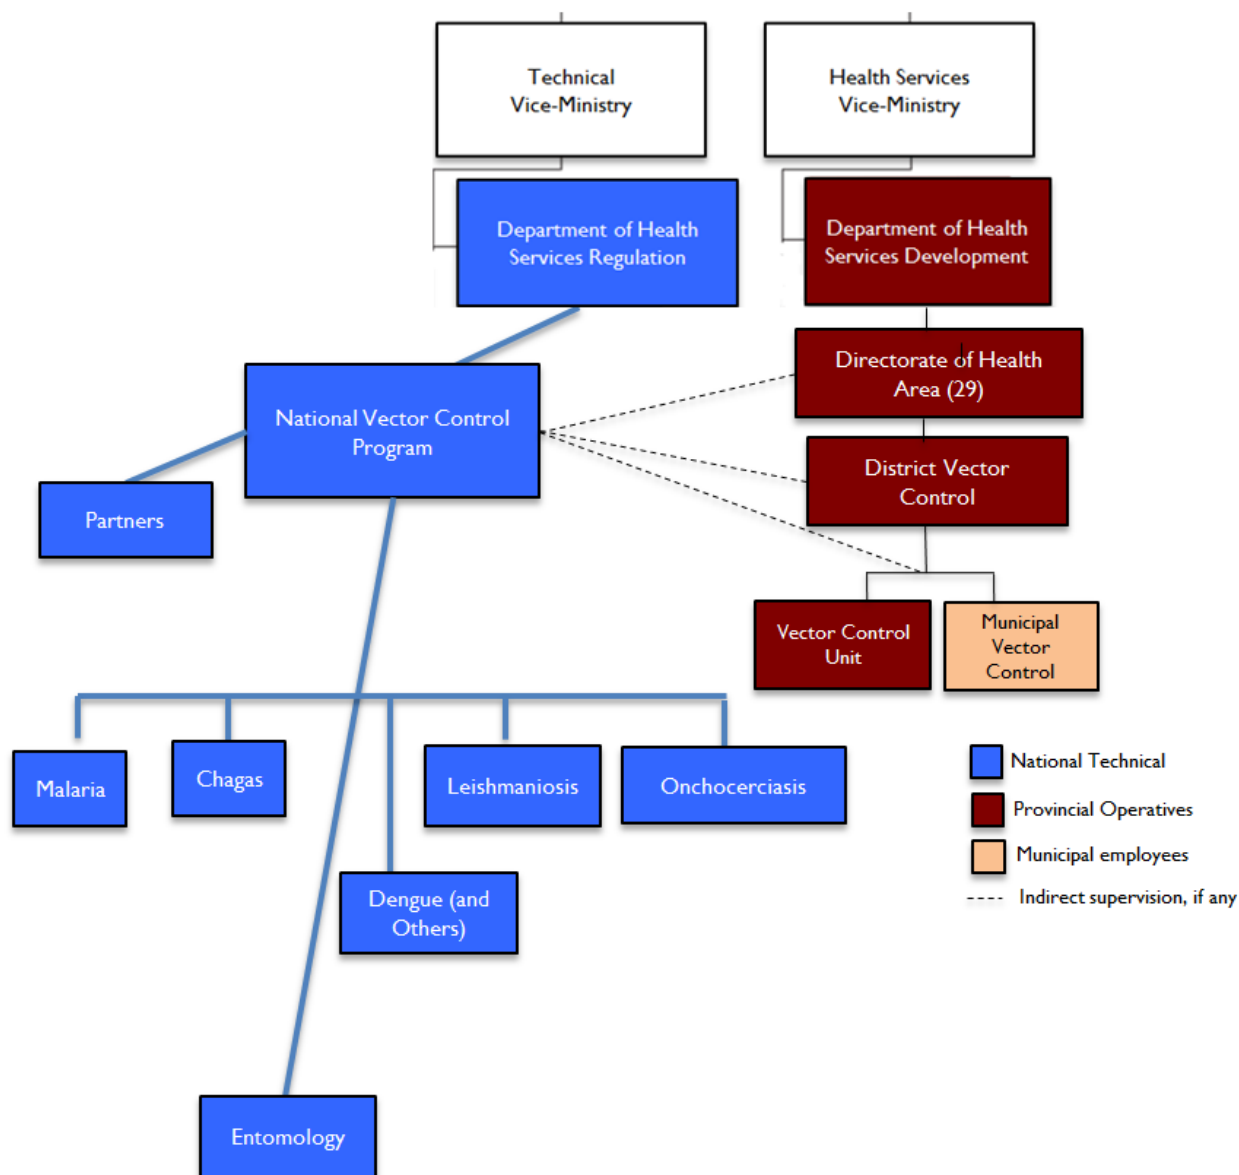 Technical
Vice-Ministry
Health Services
Vice-Ministry
Department of Health
Services Regulation
Department of Health
Services Development
Directorate of Health
Area (29)
National Vector Control
Program
District Vector
Control
Partners
Vector Control
Unit
Municipal
Vector
Control
Malaria
Chagas
Leishmaniosis
Onchocerciasis
Dengue (and
Others)
Entomology
National Technical
Provincial Operatives
Municipal employees
Indirect supervision, if any